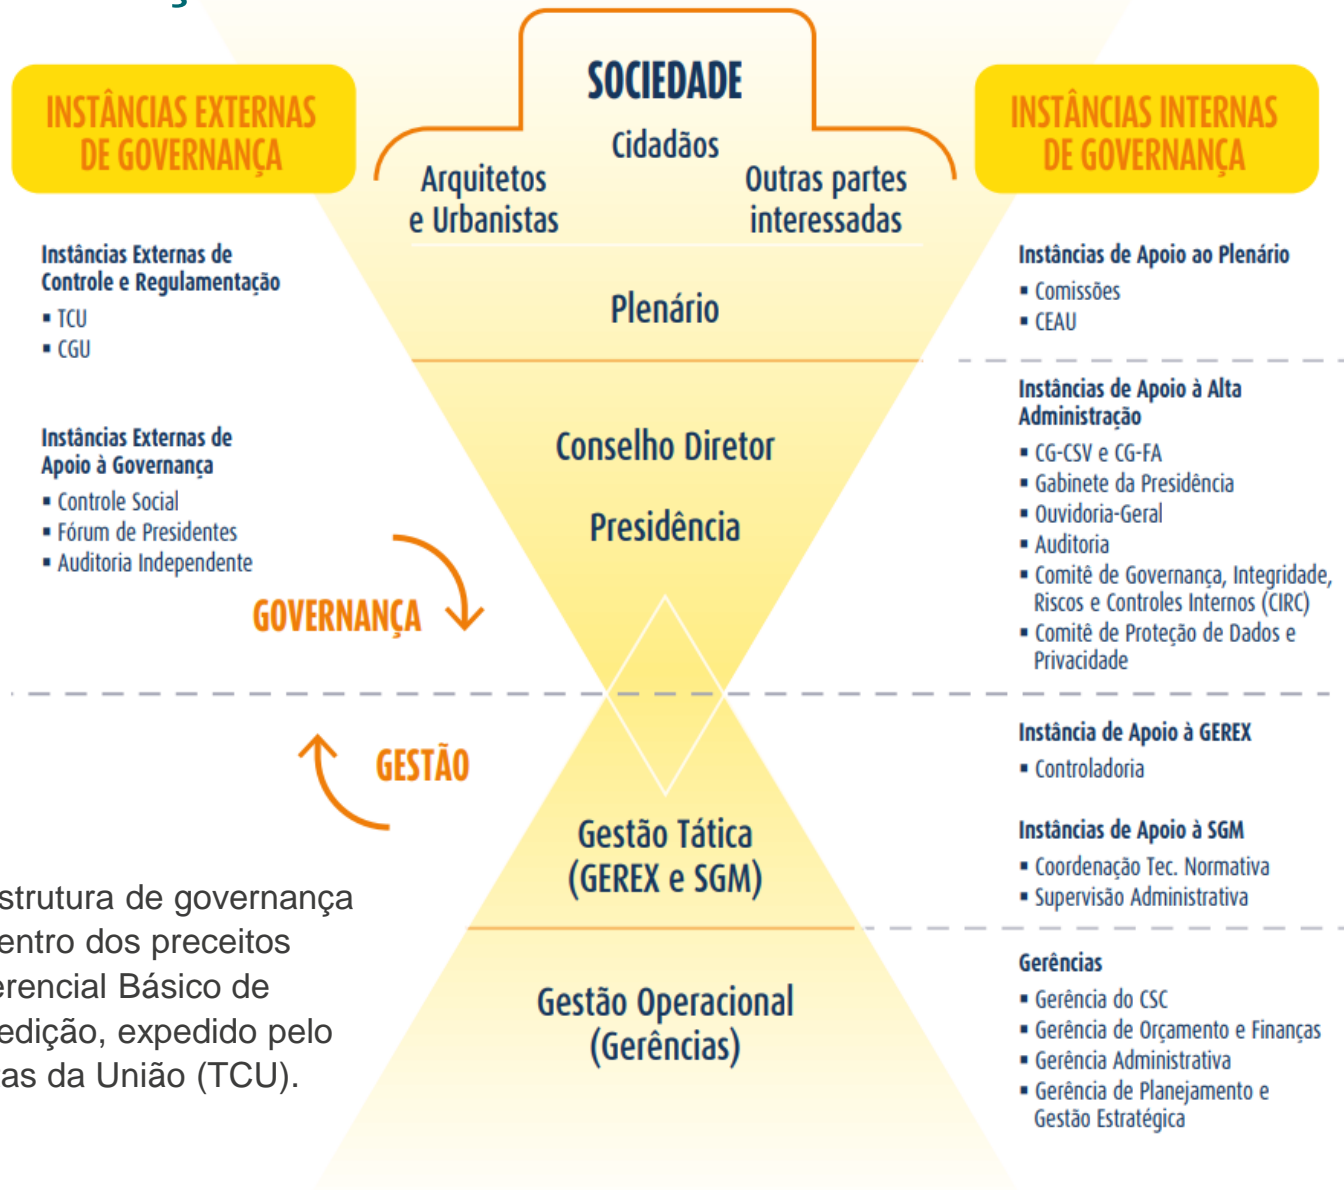 SOCIEDADE
Cidadãos
Arquitetos
e Urbanistas
Outras partes
interessadas
INSTÂNCIAS EXTERNAS
DE GOVERNANÇA
Instâncias Externas de
Controle e Regulamentação
▪ TCU
▪ CGU
Instâncias Externas de
Apoio à Governança
▪ Controle Social
▪ Fórum de Presidentes
▪ Auditoria Independente
GOVERNANÇA
GESTÃO
Plenário
Conselho Diretor
Presidência
Gestão Tática
(GEREX e SGM)
Gestão Operacional
(Gerências)
INSTÂNCIAS INTERNAS
DE GOVERNANÇA
Instâncias de Apoio ao Plenário
▪ Comissões
▪ CEAU
Instâncias de Apoio à Alta
Administração
▪ CG-CSV e CG-FA
▪ Gabinete da Presidência
▪ Ouvidoria-Geral
▪ Auditoria
▪ Comitê de Governança, Integridade,
Riscos e Controles Internos (CIRC)
▪ Comitê de Proteção de Dados e
Privacidade
Instância de Apoio à GEREX
▪ Controladoria
Instâncias de Apoio à SGM
▪ Coordenação Tec. Normativa
▪ Supervisão Administrativa
Gerências
▪ Gerência do CSC
▪ Gerência de Orçamento e Finanças
▪ Gerência Administrativa
▪ Gerência de Planejamento e
Gestão Estratégica
strutura de governança
entro dos preceitos
erencial Básico de
edição, expedido pelo
as da União (TCU).